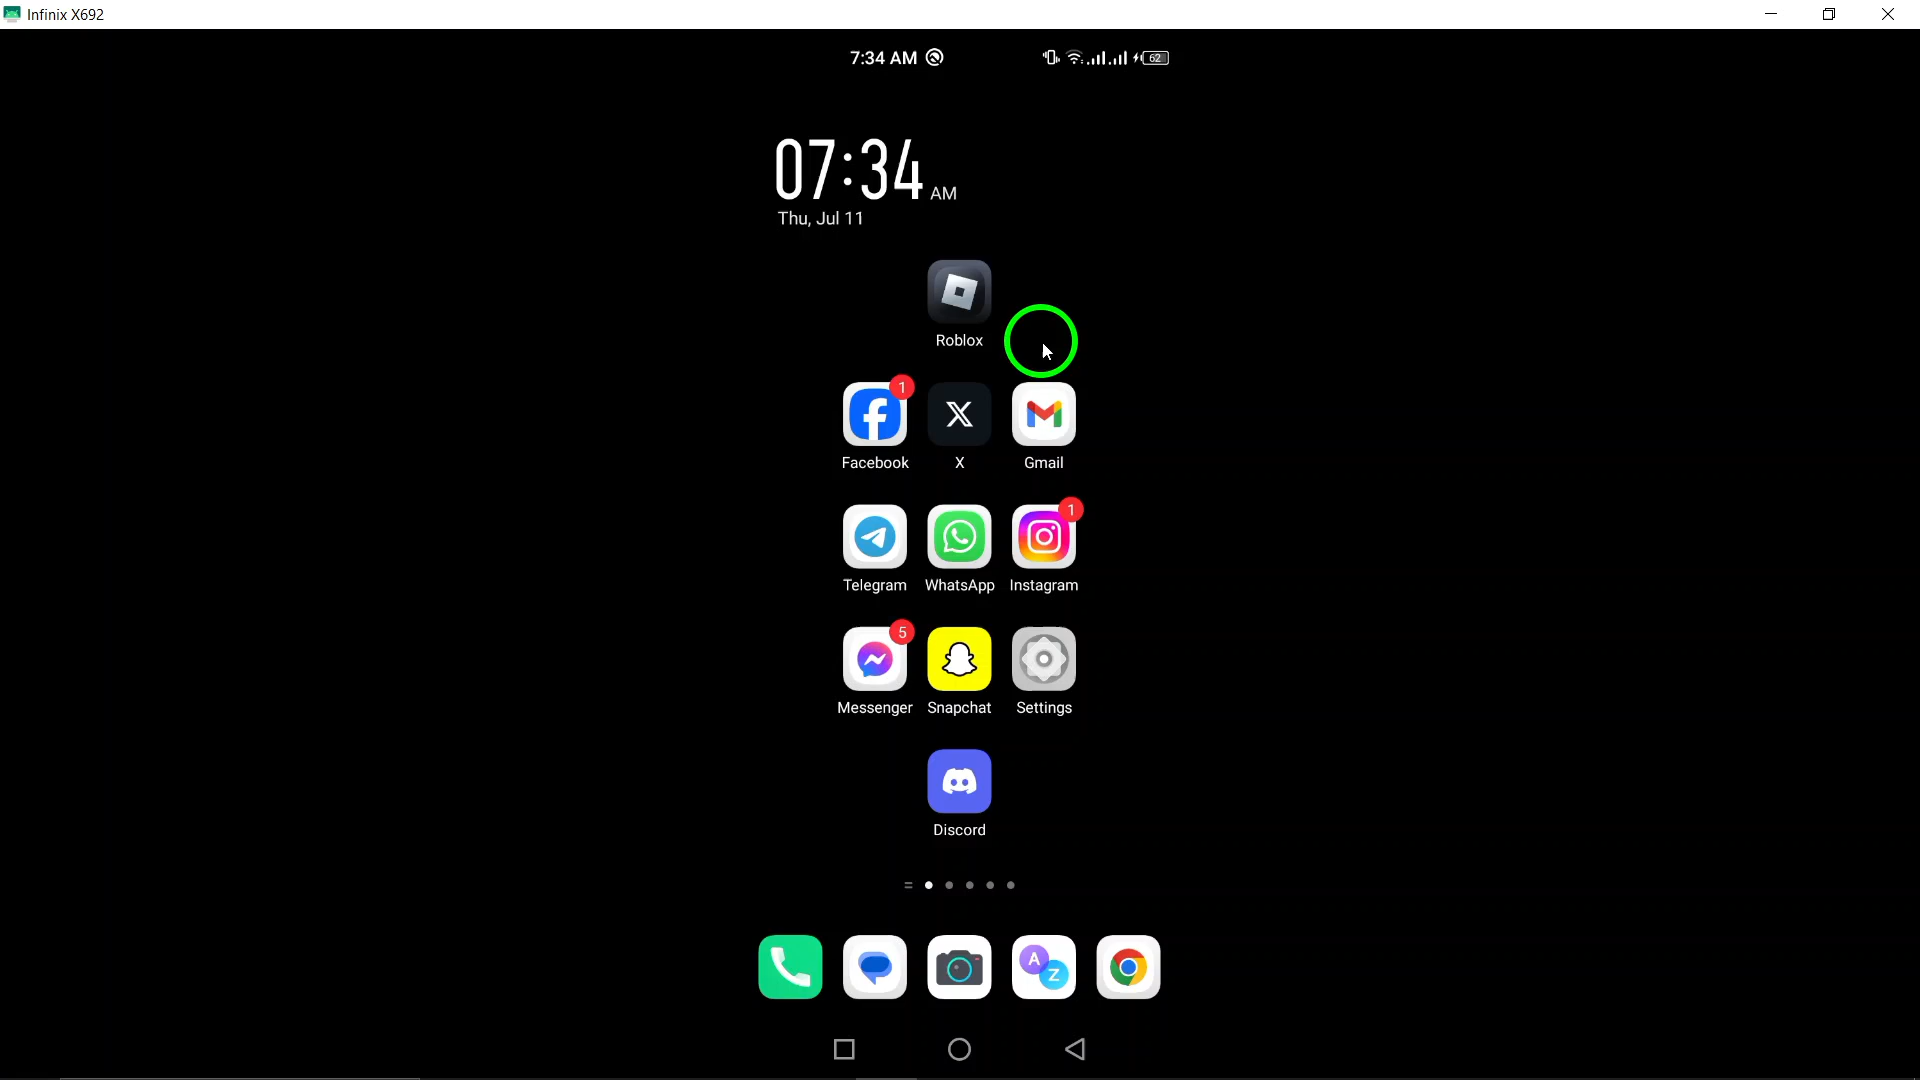 Infinix X692
7:34 AM
62
07:34 AM
Thu, Jul 11
Roblox
1
Facebook
X
Gmail
1
Telegram
WhatsApp
Instagram
5
Messenger
Snapchat
Settings
Discord
A
Z